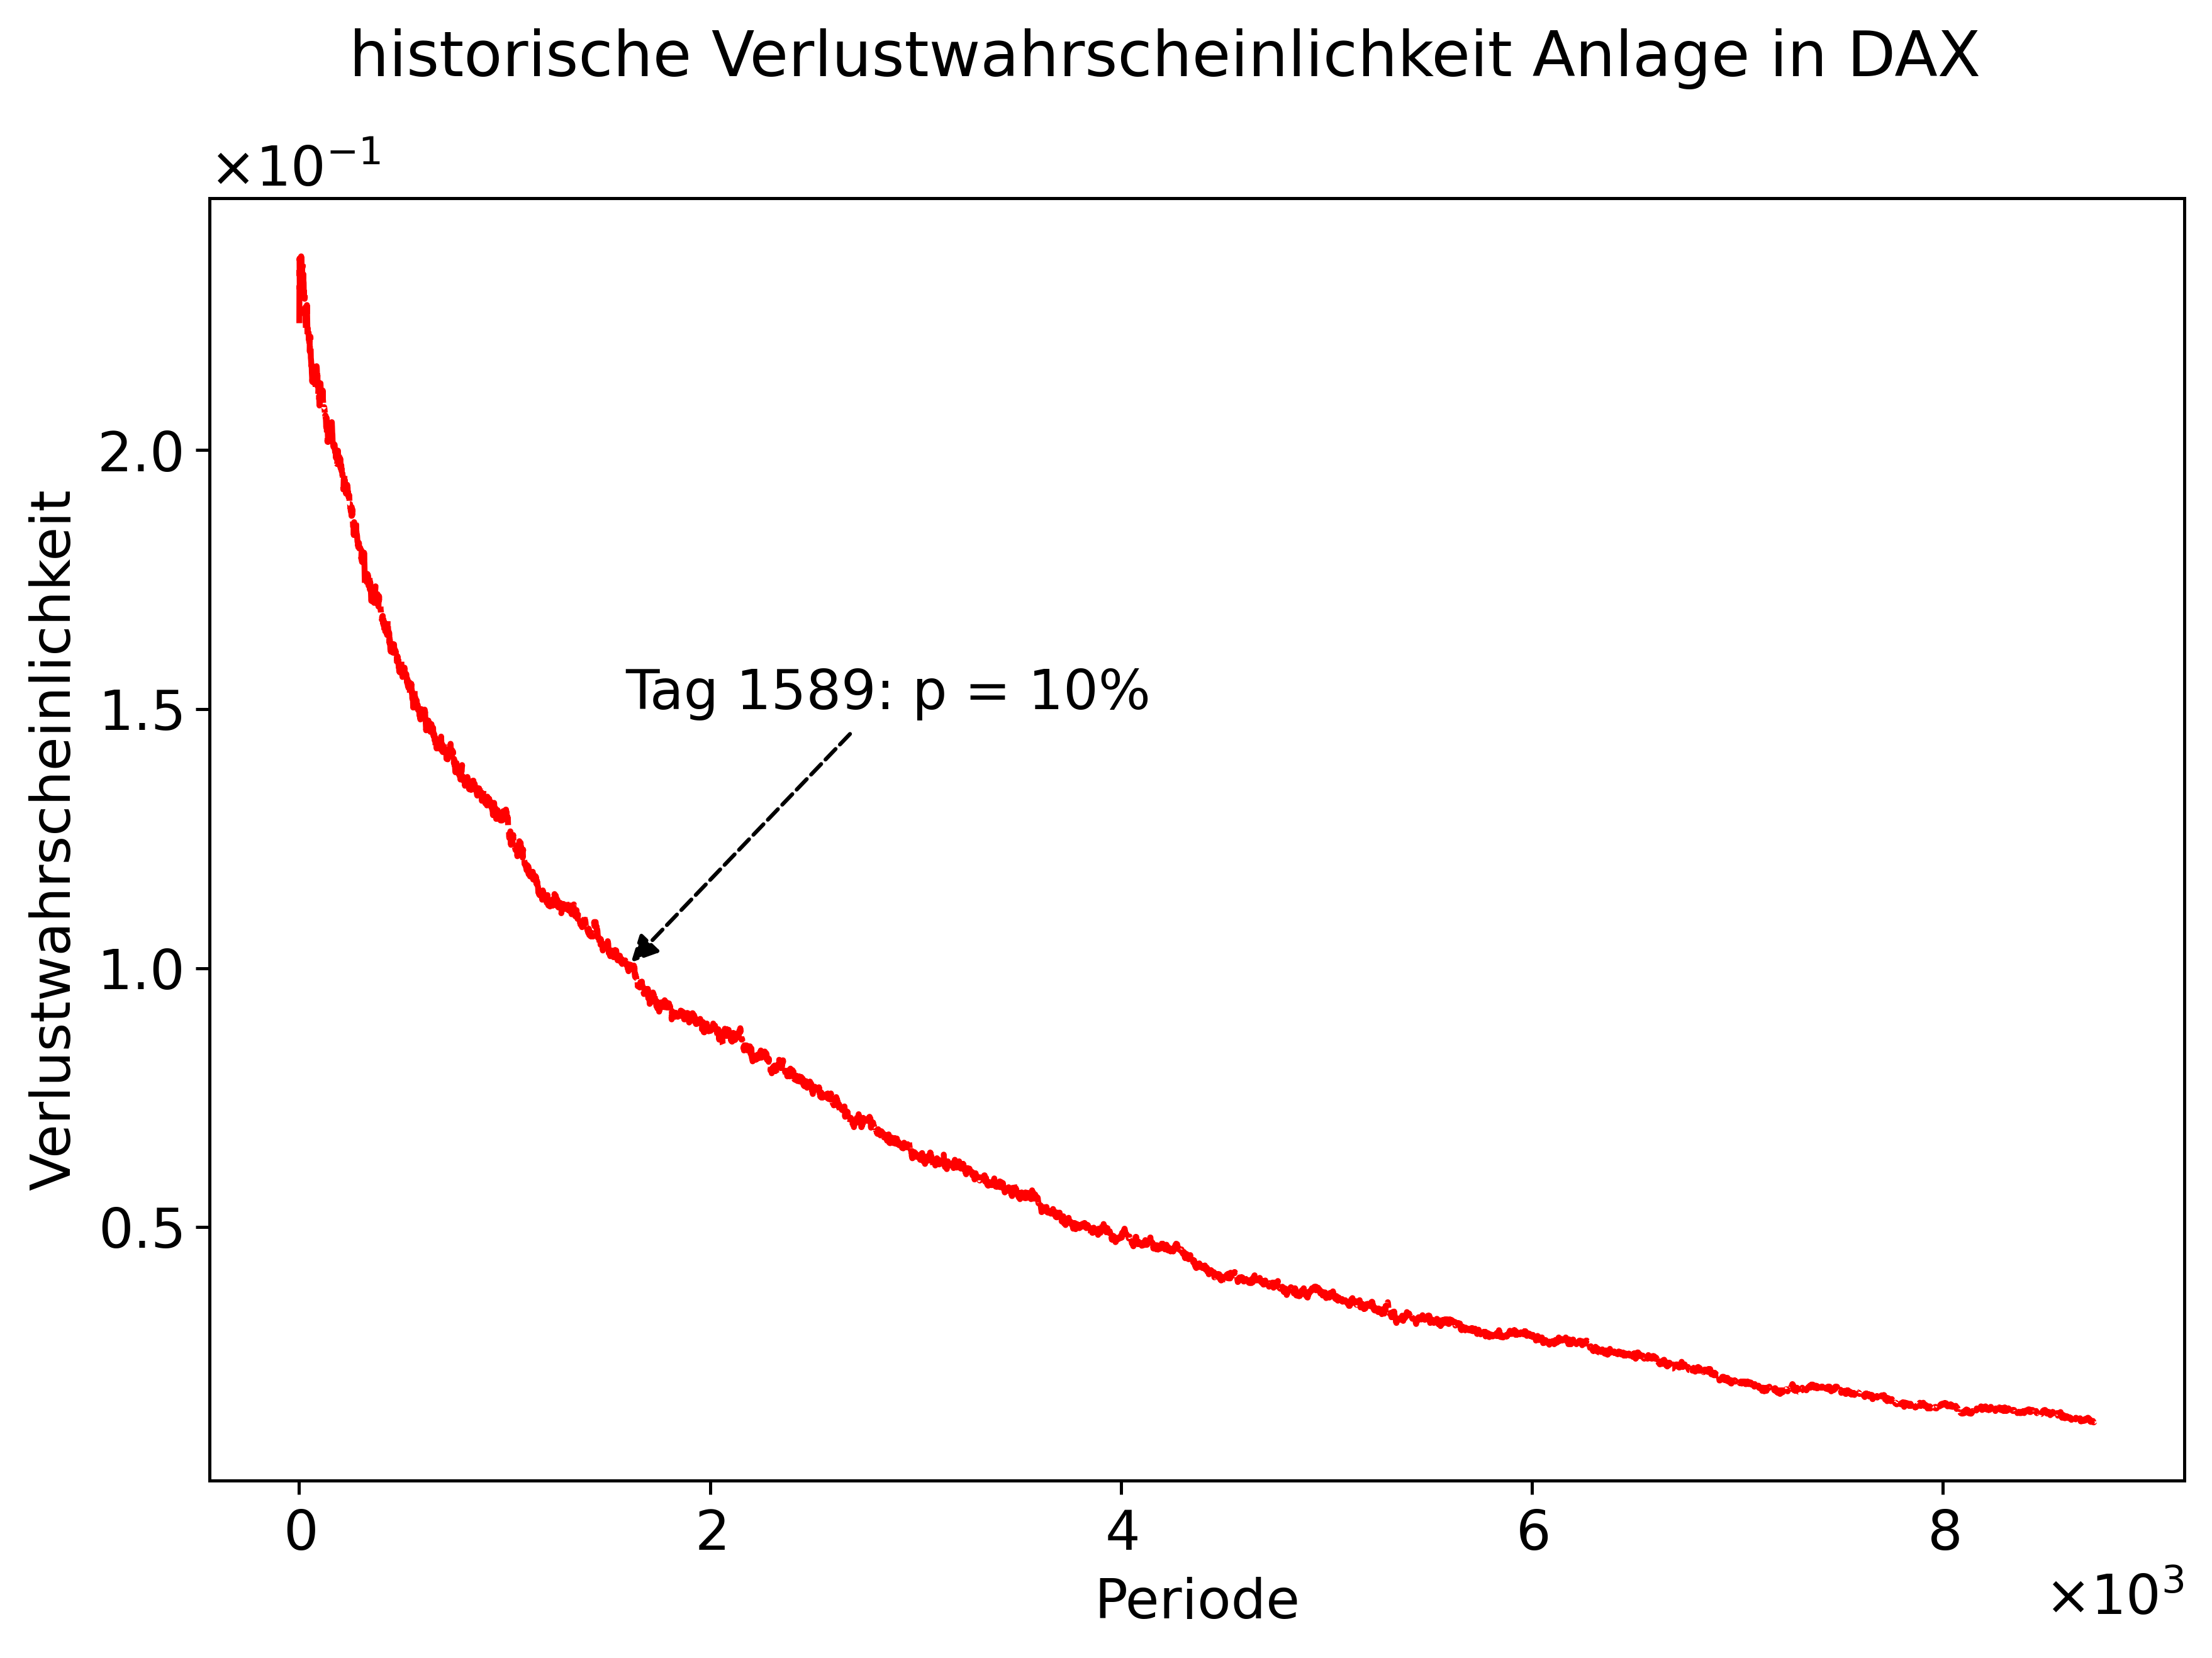 historische Verlustwahrscheinlichkeit Anlage in DAX
×10⁻¹
2.0
1.5
1.0
0.5
Verlustwahrscheinlichkeit
Tag 1589: p = 10%
0 2 4 6 8
×10³
Periode